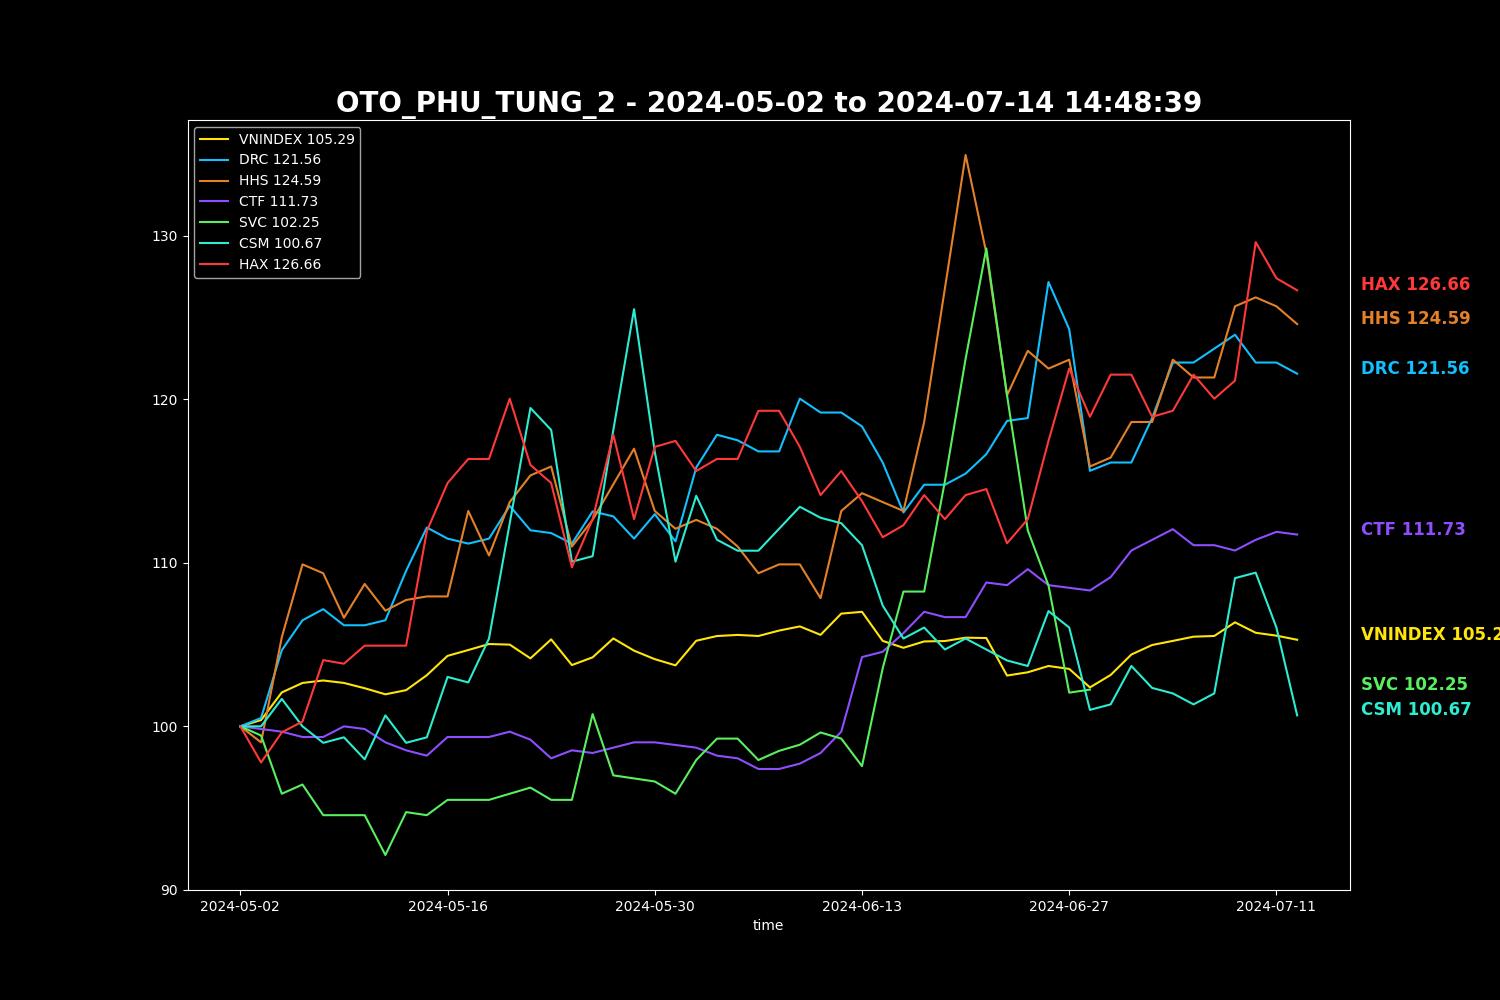 OTO_PHU_TUNG_2 - 2024-05-02 to 2024-07-14 14:48:39
VNINDEX 105.29
DRC 121.56
HHS 124.59
CTF 111.73
SVC 102.25
CSM 100.67
HAX 126.66
130
120
110
100
90
HAX 126.66
HHS 124.59
DRC 121.56
CTF 111.73
VNINDEX 105.2
SVC 102.25
CSM 100.67
2024-05-02 2024-05-16 2024-05-30 2024-06-13 2024-06-27 2024-07-11
time